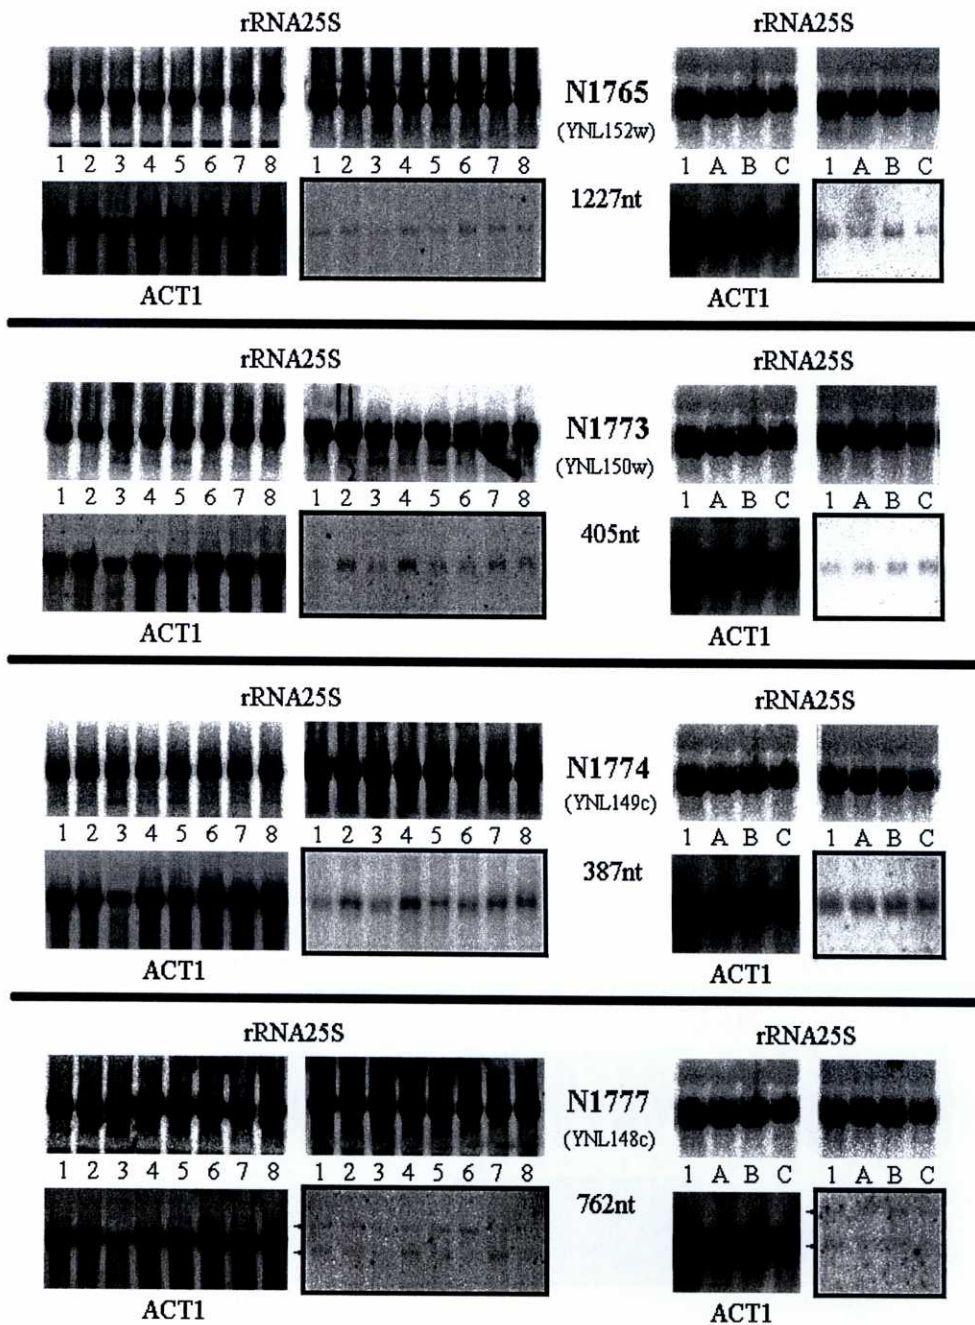 rRNA25S rRNA25S
N1765
(YNL152w)
1 2 3 4 5 6 7 8 1 2 3 4 5 6 7 8 1 A B C 1 A B C
1227nt
ACT1 ACT1
rRNA25S rRNA25S
N1773
(YNL150w)
1 2 3 4 5 6 7 8 1 2 3 4 5 6 7 8 1 A B C 1 A B C
405nt
ACT1 ACT1
rRNA25S rRNA25S
N1774
(YNL149c)
1 2 3 4 5 6 7 8 1 2 3 4 5 6 7 8 1 A B C 1 A B C
387nt
ACT1 ACT1
rRNA25S rRNA25S
N1777
(YNL148c)
1 2 3 4 5 6 7 8 1 2 3 4 5 6 7 8 1 A B C 1 A B C
762nt
ACT1 ACT1